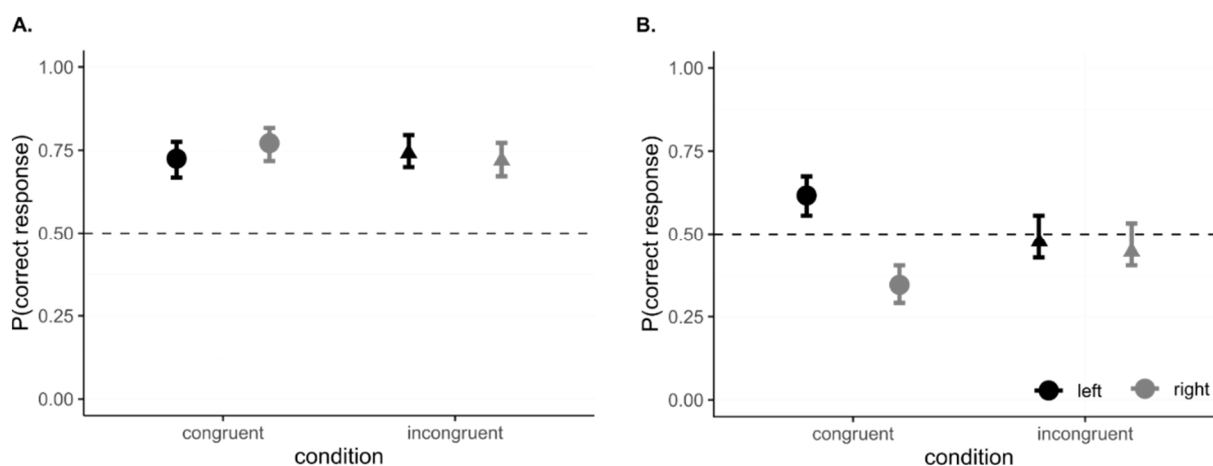 A.
P(correct response)
1.00
0.75
0.50
0.25
0.00
congruent
incongruent
condition
B.
P(correct response)
1.00
0.75
0.50
0.25
0.00
left
right
congruent
incongruent
condition